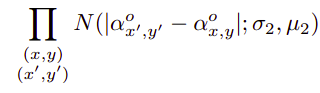 ∏ N(|α^o_{x′,y′} − α^o_{x,y}|; σ_2, μ_2)
(x,y)
(x′,y′)